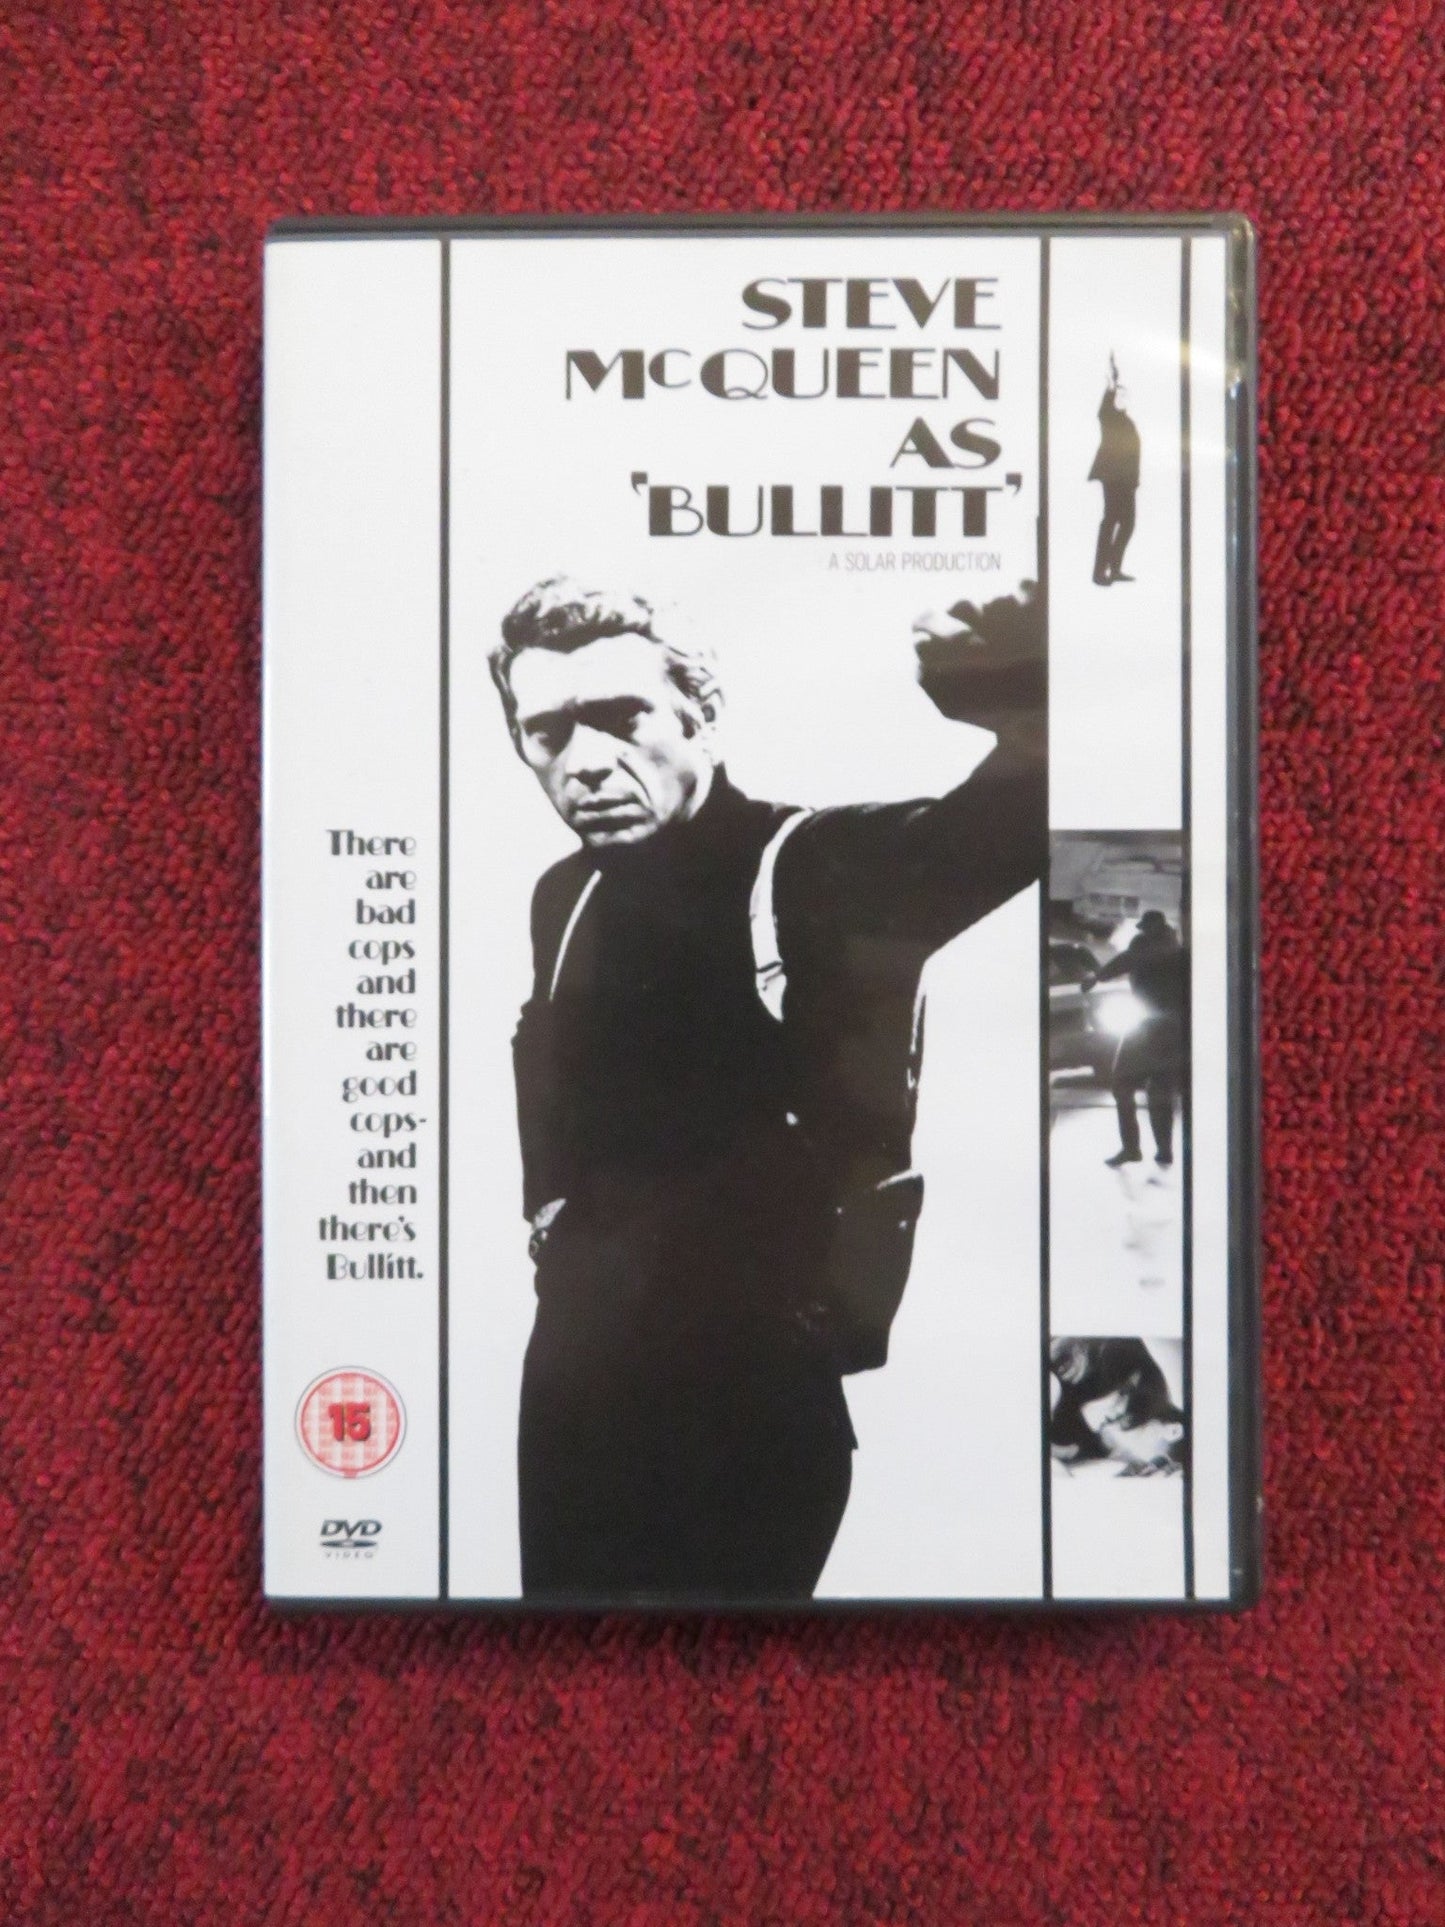 STEVE
McQUEEN
AS
'BULLITT'
A SOLAR PRODUCTION
There
are
bad
cops
and
there
are
good
cops-
and
then
there's
Bullitt.
15
DVD
VIDEO